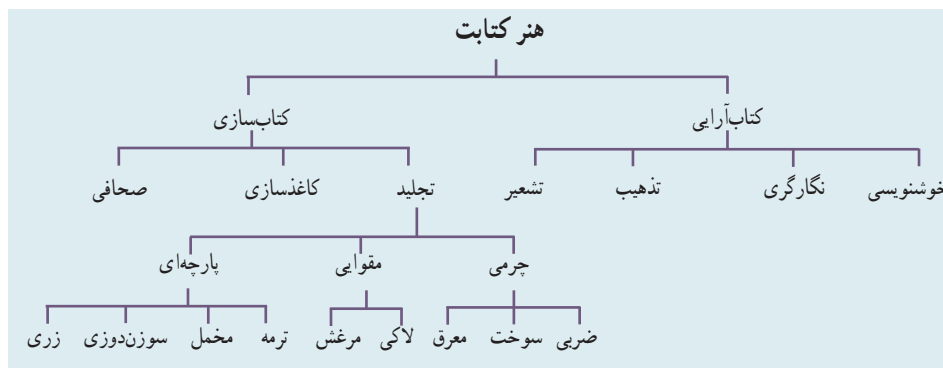 هنر کتابت
کتاب‌آرایی کتاب‌سازی
خوشنویسی نگارگری تذهیب تشعیر تجلید کاغذسازی صحافی
چرمی مقوایی پارچه‌ای
ضربی سوخت معرق لاکی مرغش ترمه مخمل سوزن‌دوزی زری